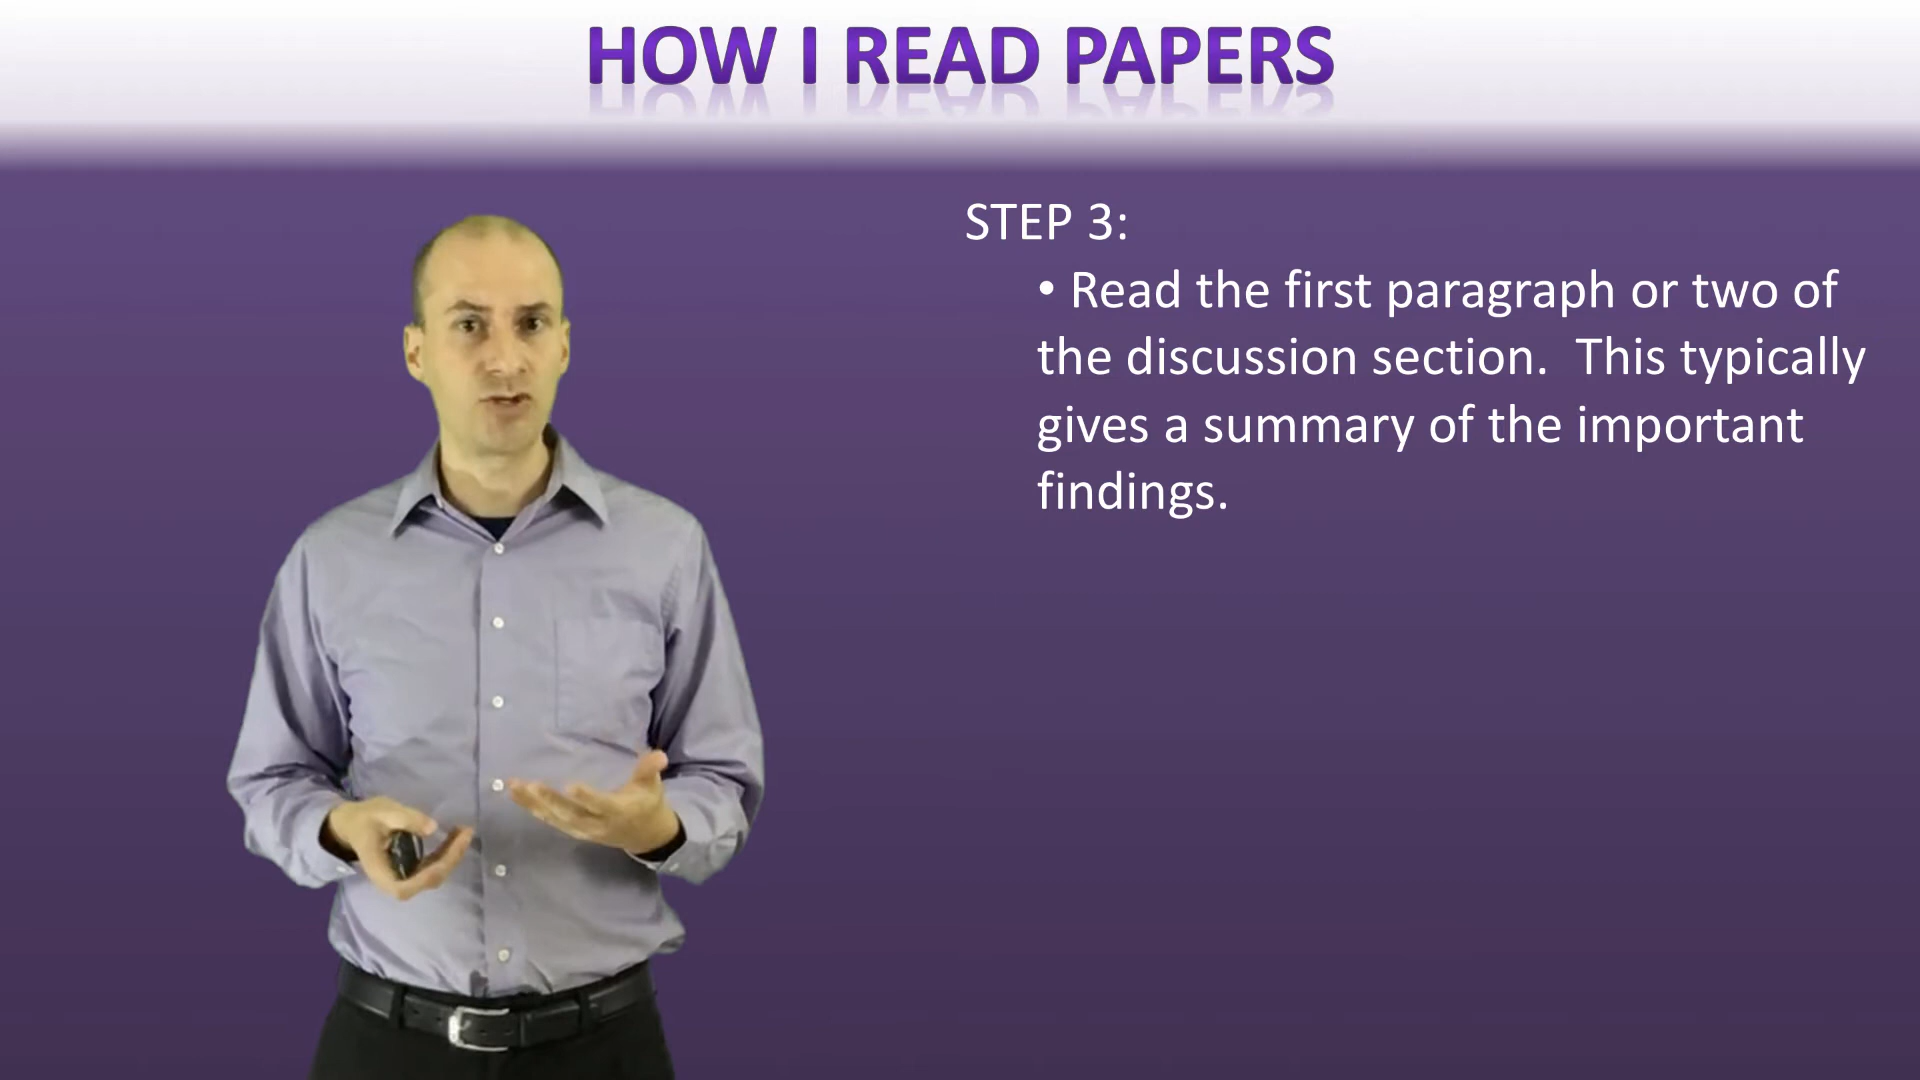 HOW I READ PAPERS
STEP 3:
• Read the first paragraph or two of
the discussion section.  This typically
gives a summary of the important
findings.